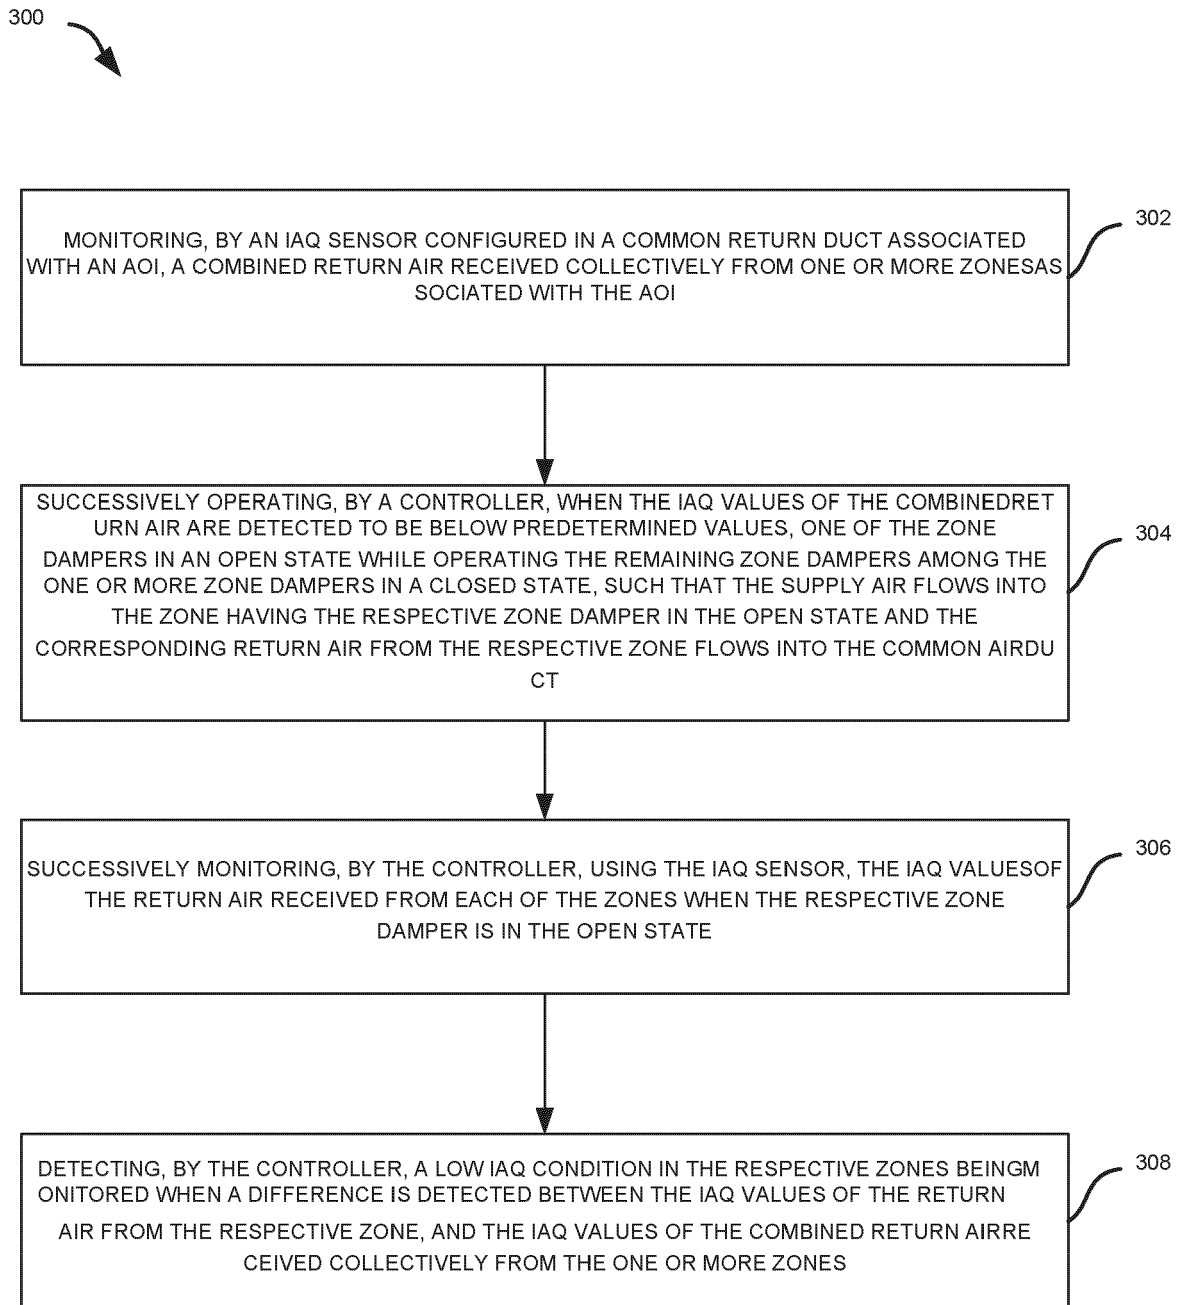 300
302
MONITORING, BY AN IAQ SENSOR CONFIGURED IN A COMMON RETURN DUCT ASSOCIATED
WITH AN AOI, A COMBINED RETURN AIR RECEIVED COLLECTIVELY FROM ONE OR MORE ZONESAS
SOCIATED WITH THE AOI
304
SUCCESSIVELY OPERATING, BY A CONTROLLER, WHEN THE IAQ VALUES OF THE COMBINEDRET
URN AIR ARE DETECTED TO BE BELOW PREDETERMINED VALUES, ONE OF THE ZONE
DAMPERS IN AN OPEN STATE WHILE OPERATING THE REMAINING ZONE DAMPERS AMONG THE
ONE OR MORE ZONE DAMPERS IN A CLOSED STATE, SUCH THAT THE SUPPLY AIR FLOWS INTO
THE ZONE HAVING THE RESPECTIVE ZONE DAMPER IN THE OPEN STATE AND THE
CORRESPONDING RETURN AIR FROM THE RESPECTIVE ZONE FLOWS INTO THE COMMON AIRDU
CT
306
SUCCESSIVELY MONITORING, BY THE CONTROLLER, USING THE IAQ SENSOR, THE IAQ VALUESOF
THE RETURN AIR RECEIVED FROM EACH OF THE ZONES WHEN THE RESPECTIVE ZONE
DAMPER IS IN THE OPEN STATE
308
DETECTING, BY THE CONTROLLER, A LOW IAQ CONDITION IN THE RESPECTIVE ZONES BEINGM
ONITORED WHEN A DIFFERENCE IS DETECTED BETWEEN THE IAQ VALUES OF THE RETURN
AIR FROM THE RESPECTIVE ZONE, AND THE IAQ VALUES OF THE COMBINED RETURN AIRRE
CEIVED COLLECTIVELY FROM THE ONE OR MORE ZONES